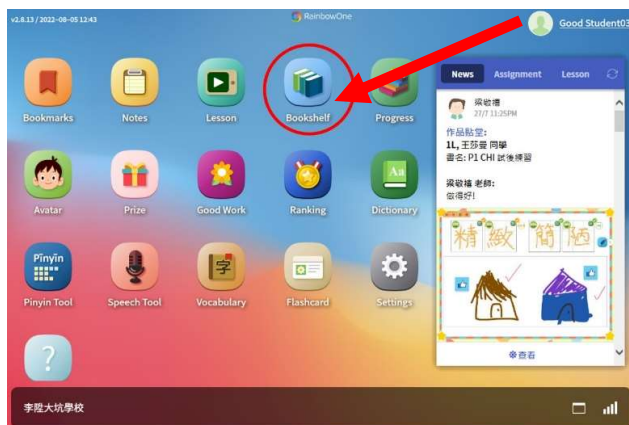 v2.8.13 / 2022-08-05 12:43
RainbowOne
Good Student03
Bookmarks
Notes
Lesson
Bookshelf
Progress
Avatar
Prize
Good Work
Ranking
Dictionary
Aa
Pīnyīn
字
Pinyin Tool
Speech Tool
Vocabulary
Flashcard
Settings
?
News
Assignment
Lesson
梁敬禧
27/7 11:25PM
作品貼堂:
1L, 王莎曼 同學
書名: P1 CHI 試後練習
梁敬禧 老師:
做得好!
精緻 簡陋
查看
李陞大坑學校